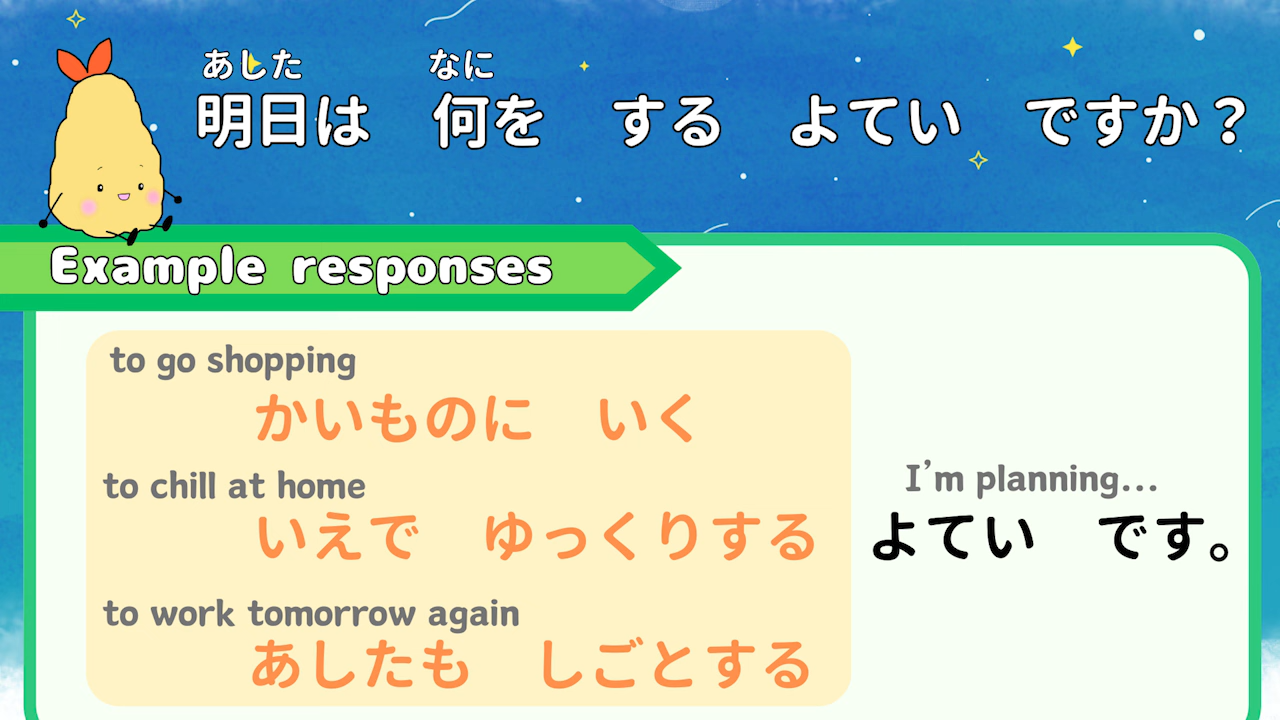 あした なに
明日は 何を する よてい ですか？
Example responses
to go shopping
かいものに いく
to chill at home
いえで ゆっくりする
I'm planning...
よてい です。
to work tomorrow again
あしたも しごとする